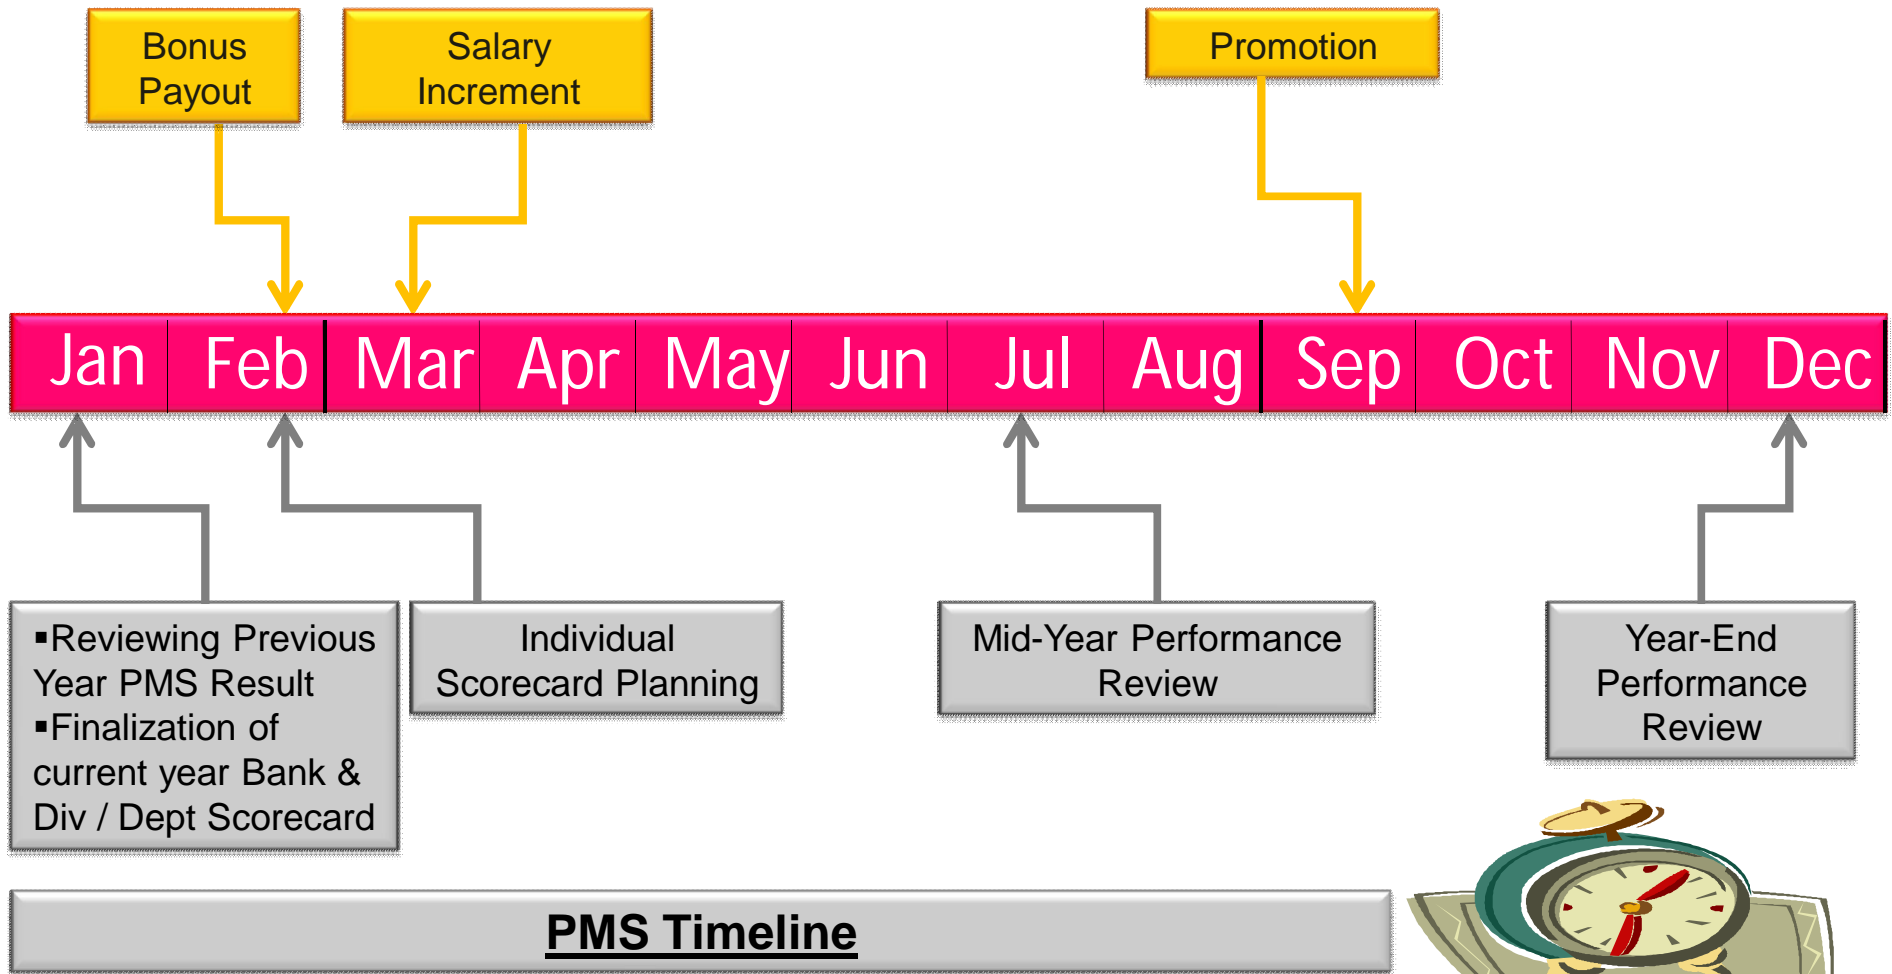 Bonus
Payout
Salary
Increment
Promotion
Jan Feb Mar Apr May Jun Jul Aug Sep Oct Nov Dec
▪Reviewing Previous
Year PMS Result
▪Finalization of
current year Bank &
Div / Dept Scorecard
Individual
Scorecard Planning
Mid-Year Performance
Review
Year-End
Performance
Review
PMS Timeline